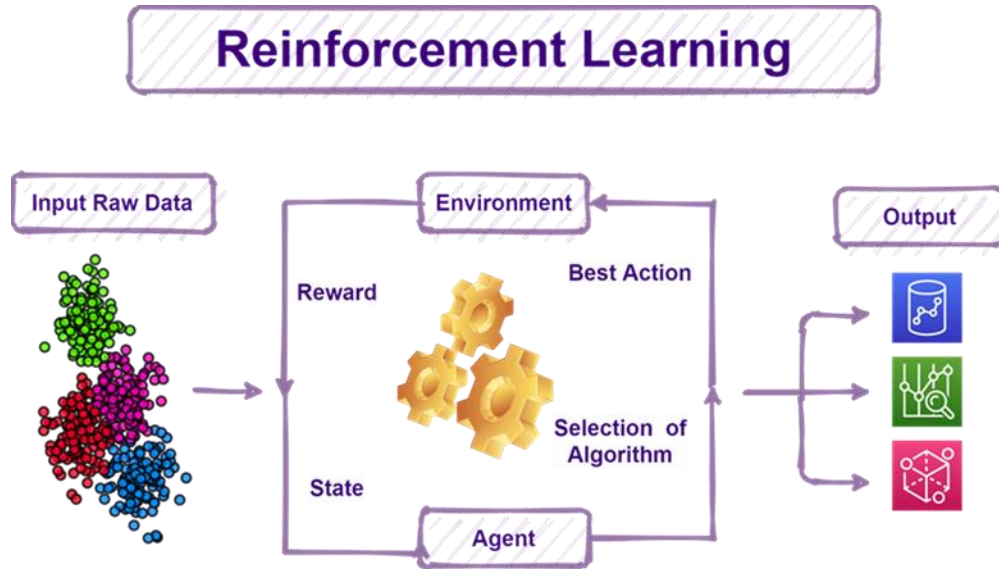 Reinforcement Learning
Input Raw Data
Environment
Output
Reward
Best Action
Selection of
Algorithm
State
Agent